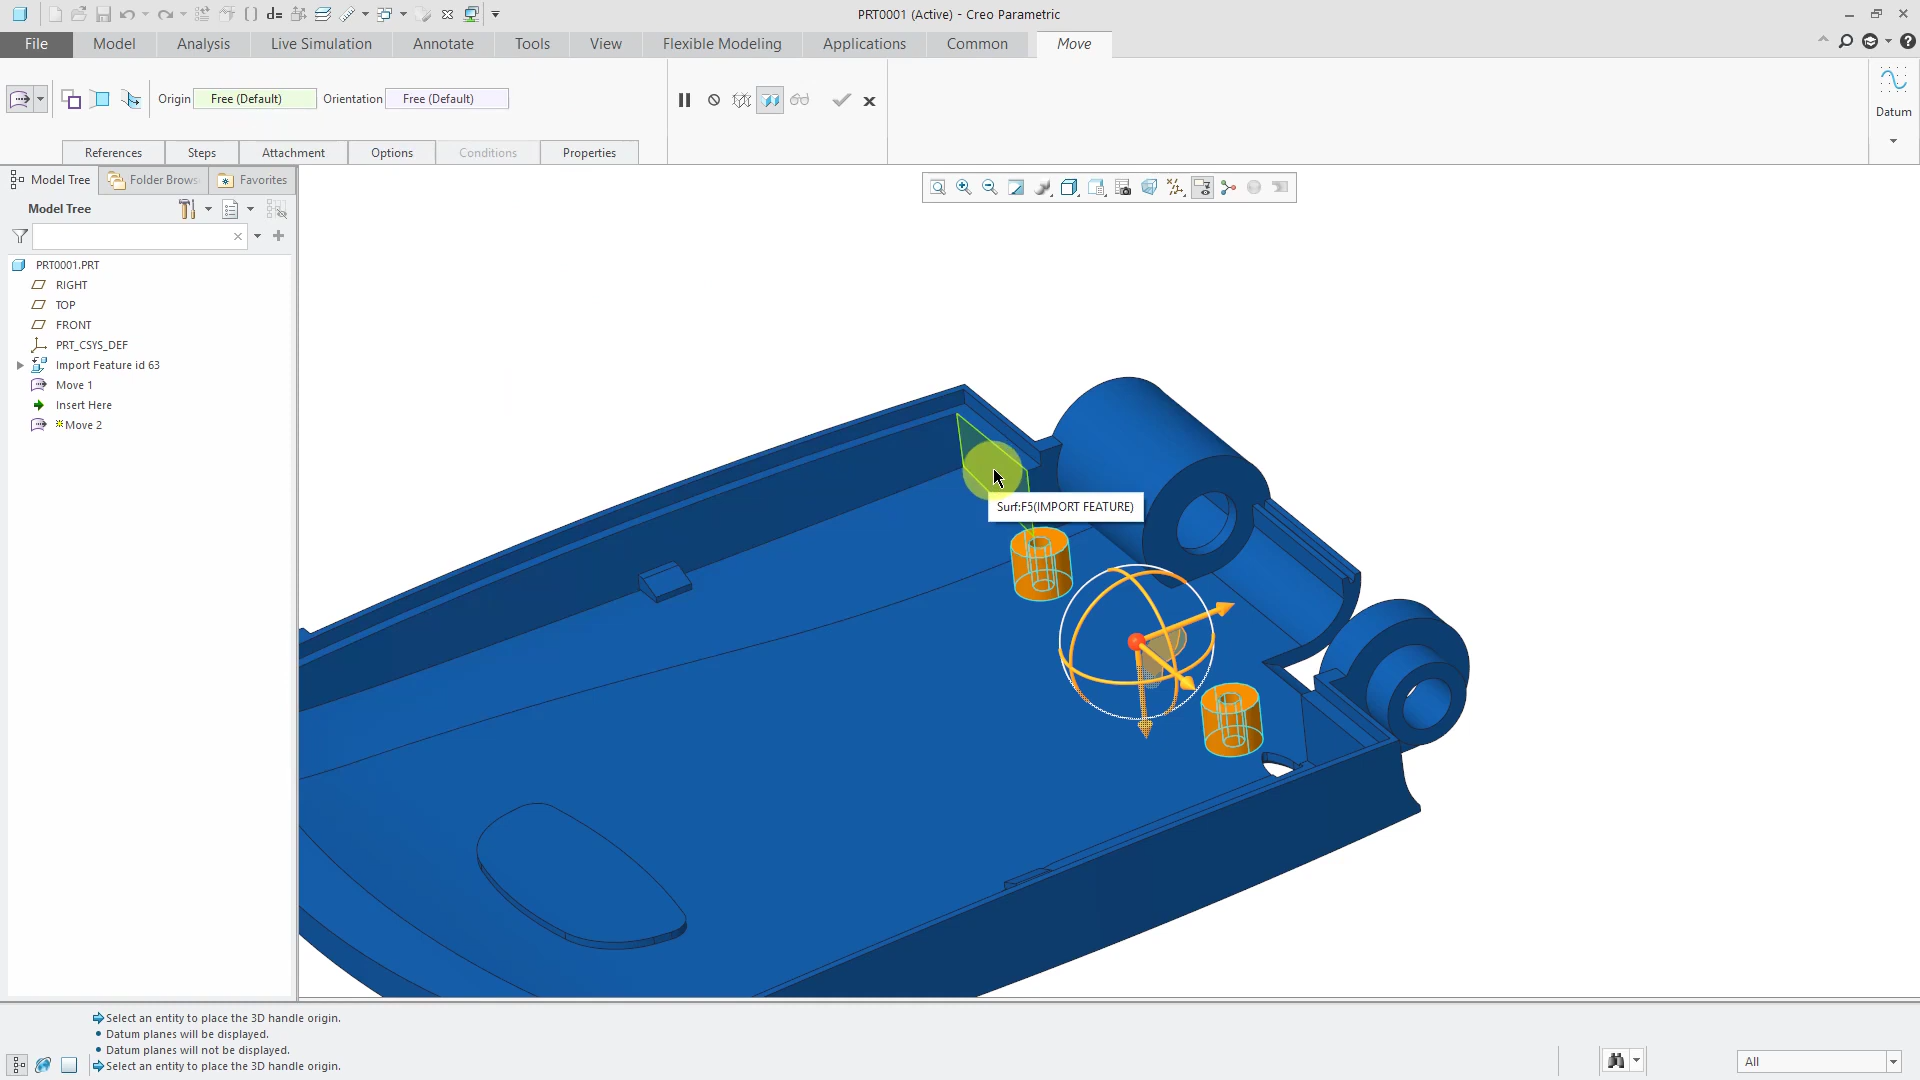 PRT0001 (Active) - Creo Parametric
File Model Analysis Live Simulation Annotate Tools View Flexible Modeling Applications Common Move
Origin Free (Default) Orientation Free (Default)
Datum
References Steps Attachment Options Conditions Properties
Model Tree Folder Brows Favorites
Model Tree
PRT0001.PRT
RIGHT
TOP
FRONT
PRT_CSYS_DEF
Import Feature id 63
Move 1
Insert Here
Move 2
Surf:F5(IMPORT FEATURE)
Select an entity to place the 3D handle origin.
Datum planes will be displayed.
Datum planes will not be displayed.
Select an entity to place the 3D handle origin.
All